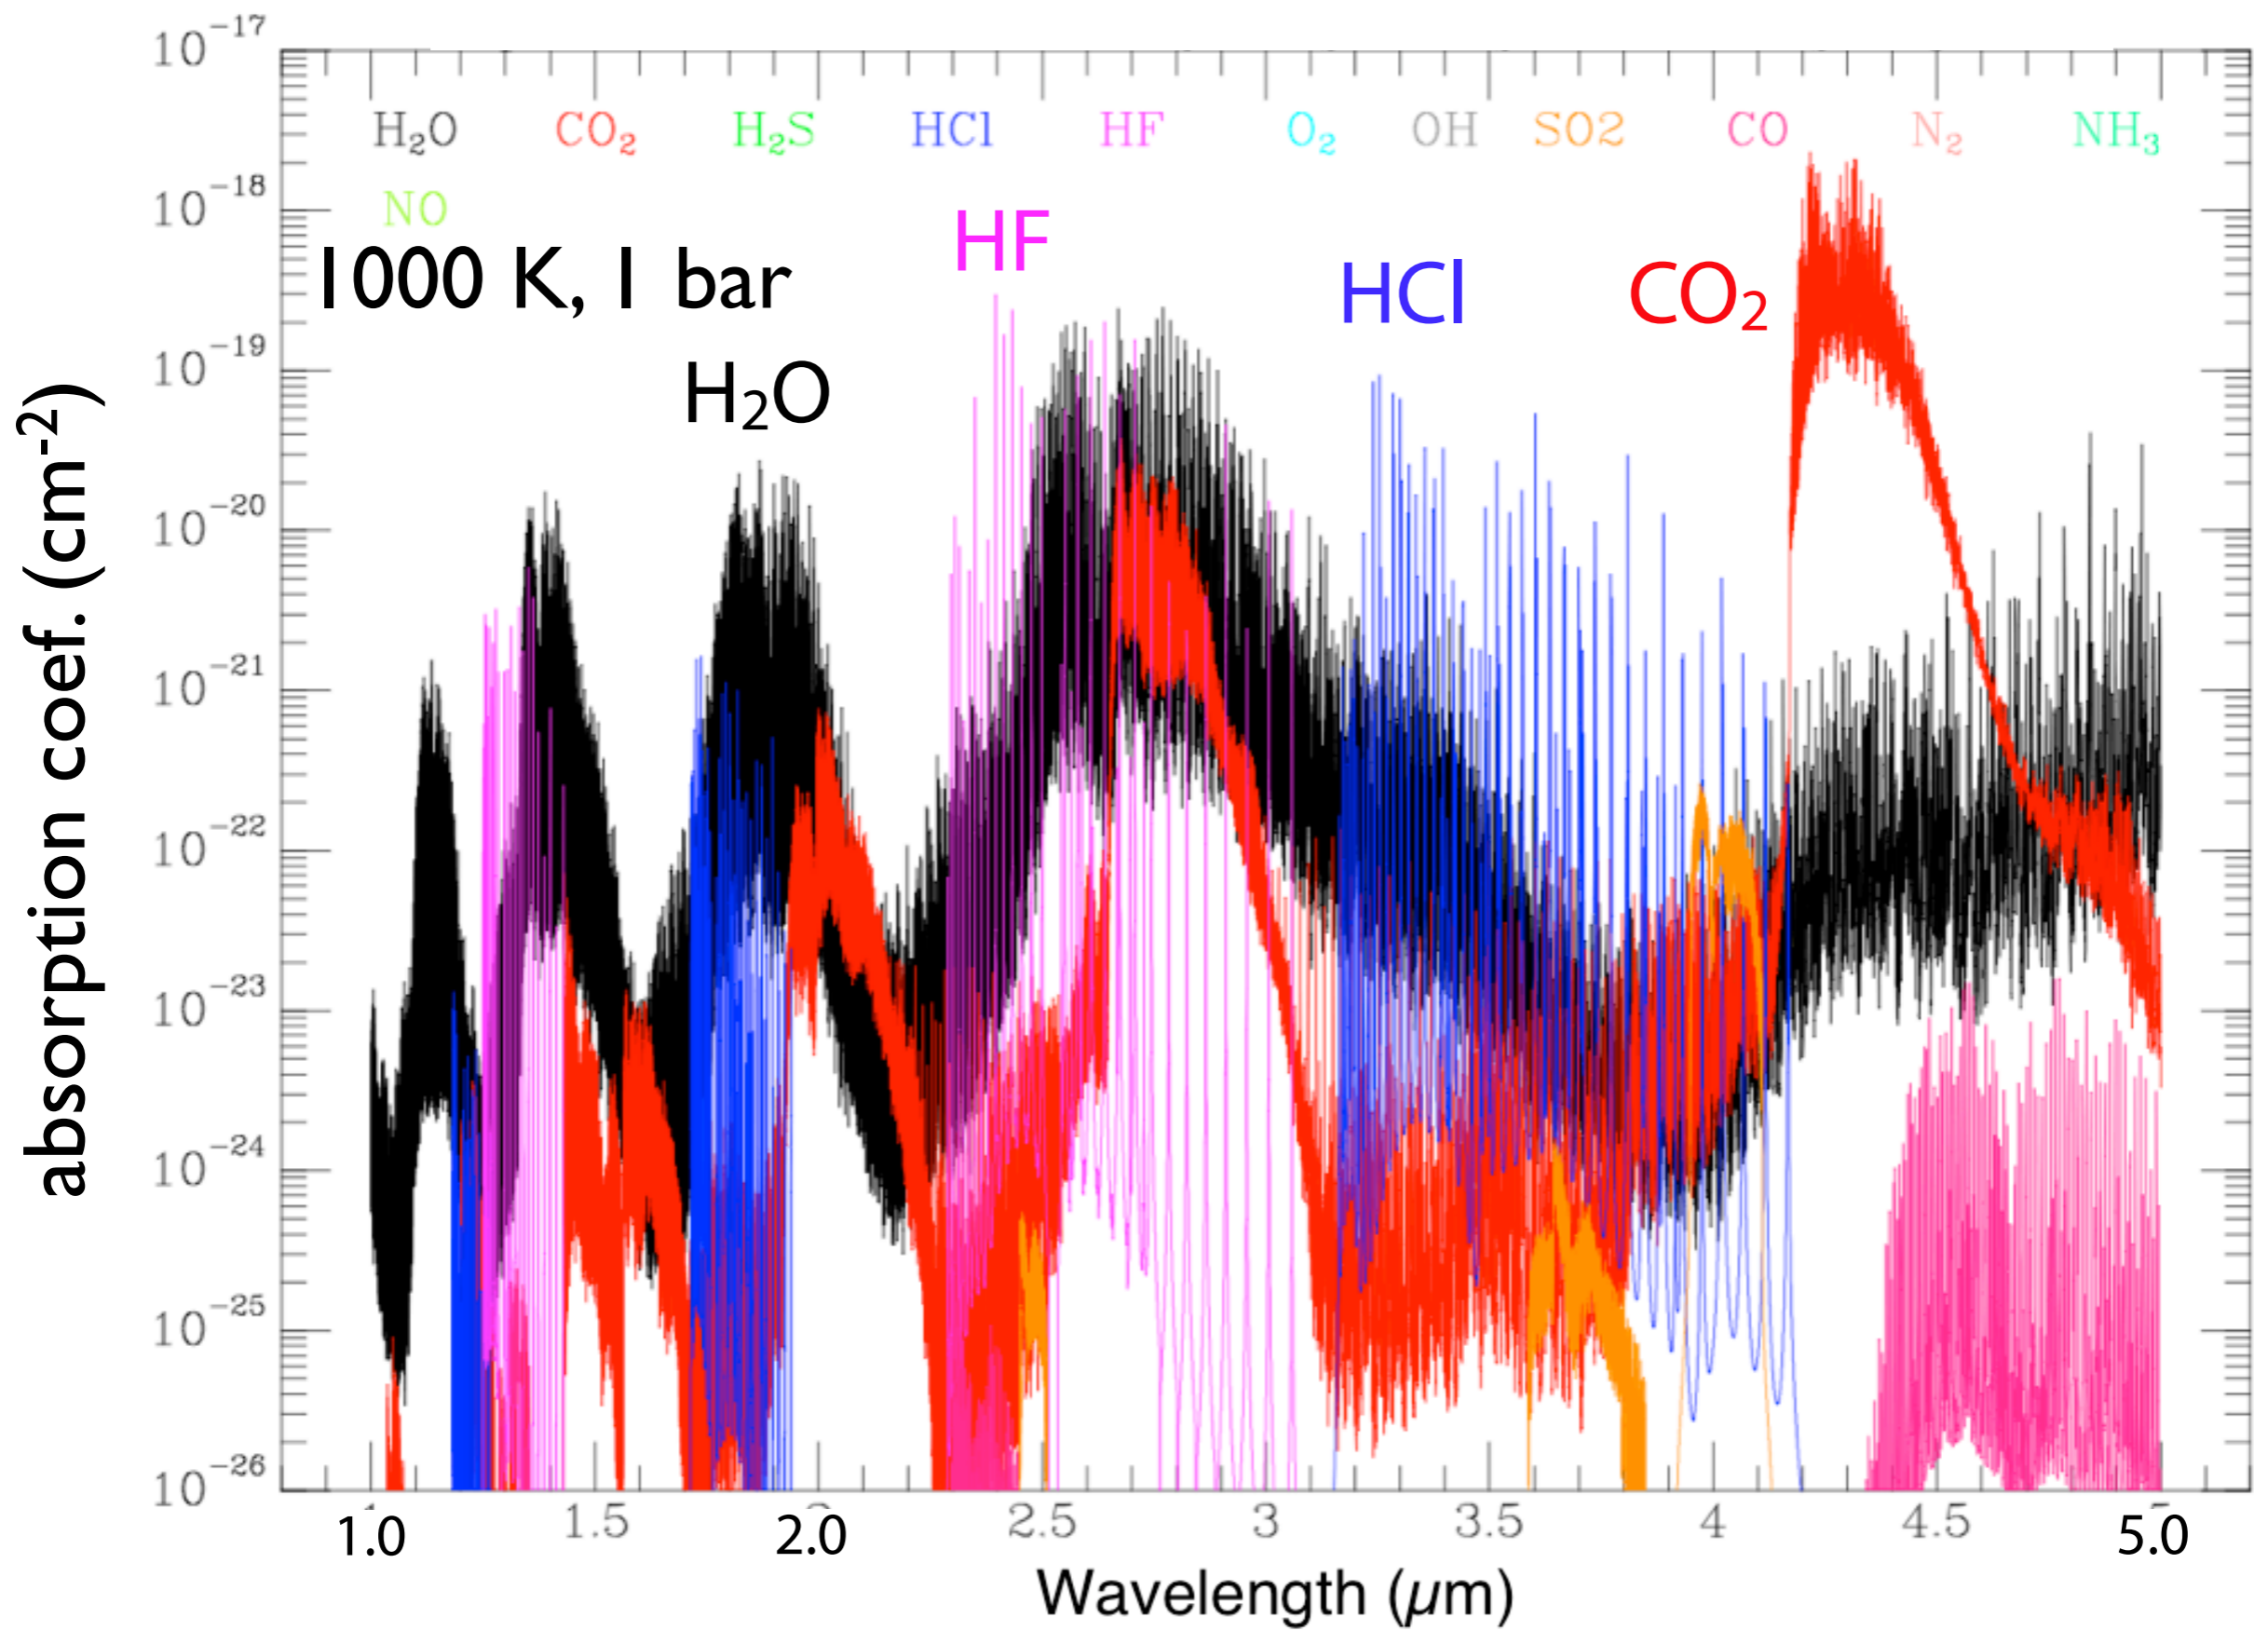 10⁻¹⁷
H₂O CO₂ H₂S HCl HF O₂ OH SO2 CO N₂ NH₃
10⁻¹⁸
NO
HF
1000 K, 1 bar
HCl
CO₂
10⁻¹⁹
H₂O
10⁻²⁰
10⁻²¹
10⁻²²
10⁻²³
10⁻²⁴
10⁻²⁵
10⁻²⁶
absorption coef. (cm⁻²)
1.0 1.5 2.0 2.5 3 3.5 4 4.5 5.0
Wavelength (µm)